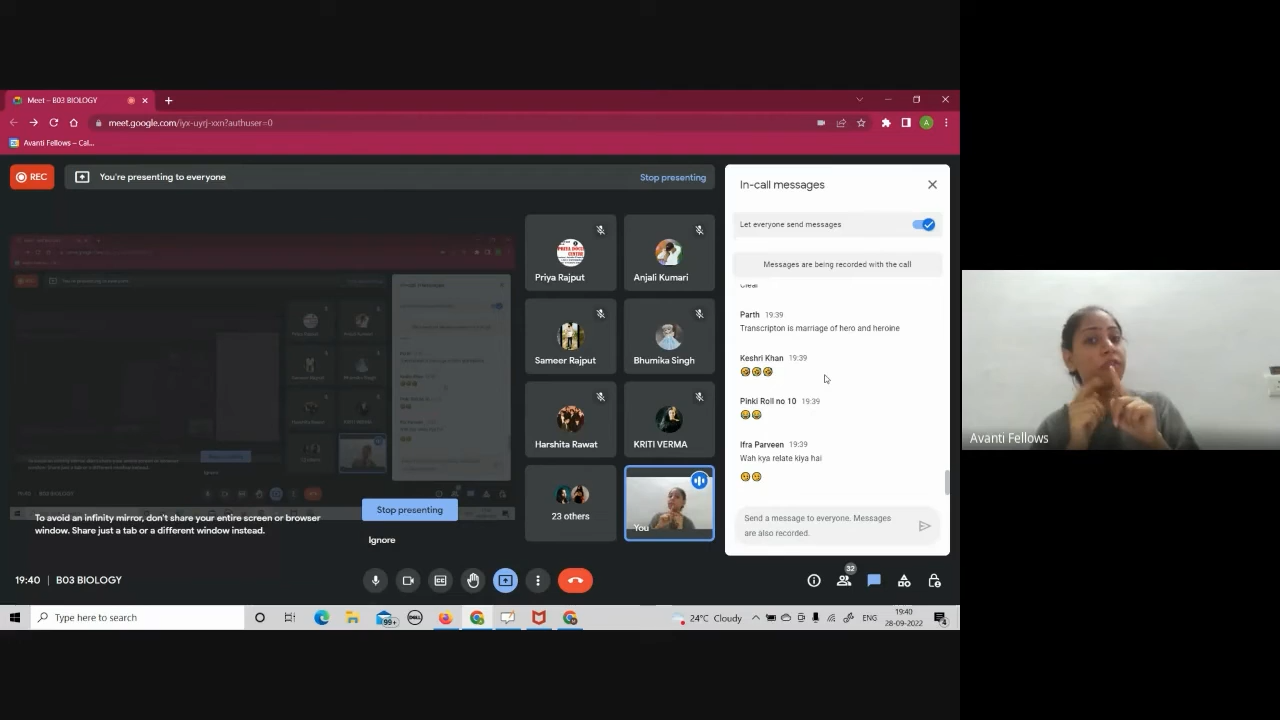 Meet – B03 BIOLOGY
meet.google.com/iyx-uyrj-xxn?authuser=0
Avanti Fellows – Cal...
REC
You're presenting to everyone
Stop presenting
In-call messages
Let everyone send messages
Messages are being recorded with the call
Clear
Parth 19:39
Transcripton is marriage of hero and heroine
Keshri Khan 19:39
Pinki Roll no 10 19:39
Ifra Parveen 19:39
Wah kya relate kiya hai
Send a message to everyone. Messages
are also recorded.
Priya Rajput
Anjali Kumari
Sameer Rajput
Bhumika Singh
Harshita Rawat
KRITI VERMA
23 others
You
To avoid an infinity mirror, don't share your entire screen or browser
window. Share just a tab or a different window instead.
Stop presenting
Ignore
19:40 | B03 BIOLOGY
32
Type here to search
99+
DELL
24°C Cloudy
ENG
19:40
28-09-2022
4
A
Avanti Fellows